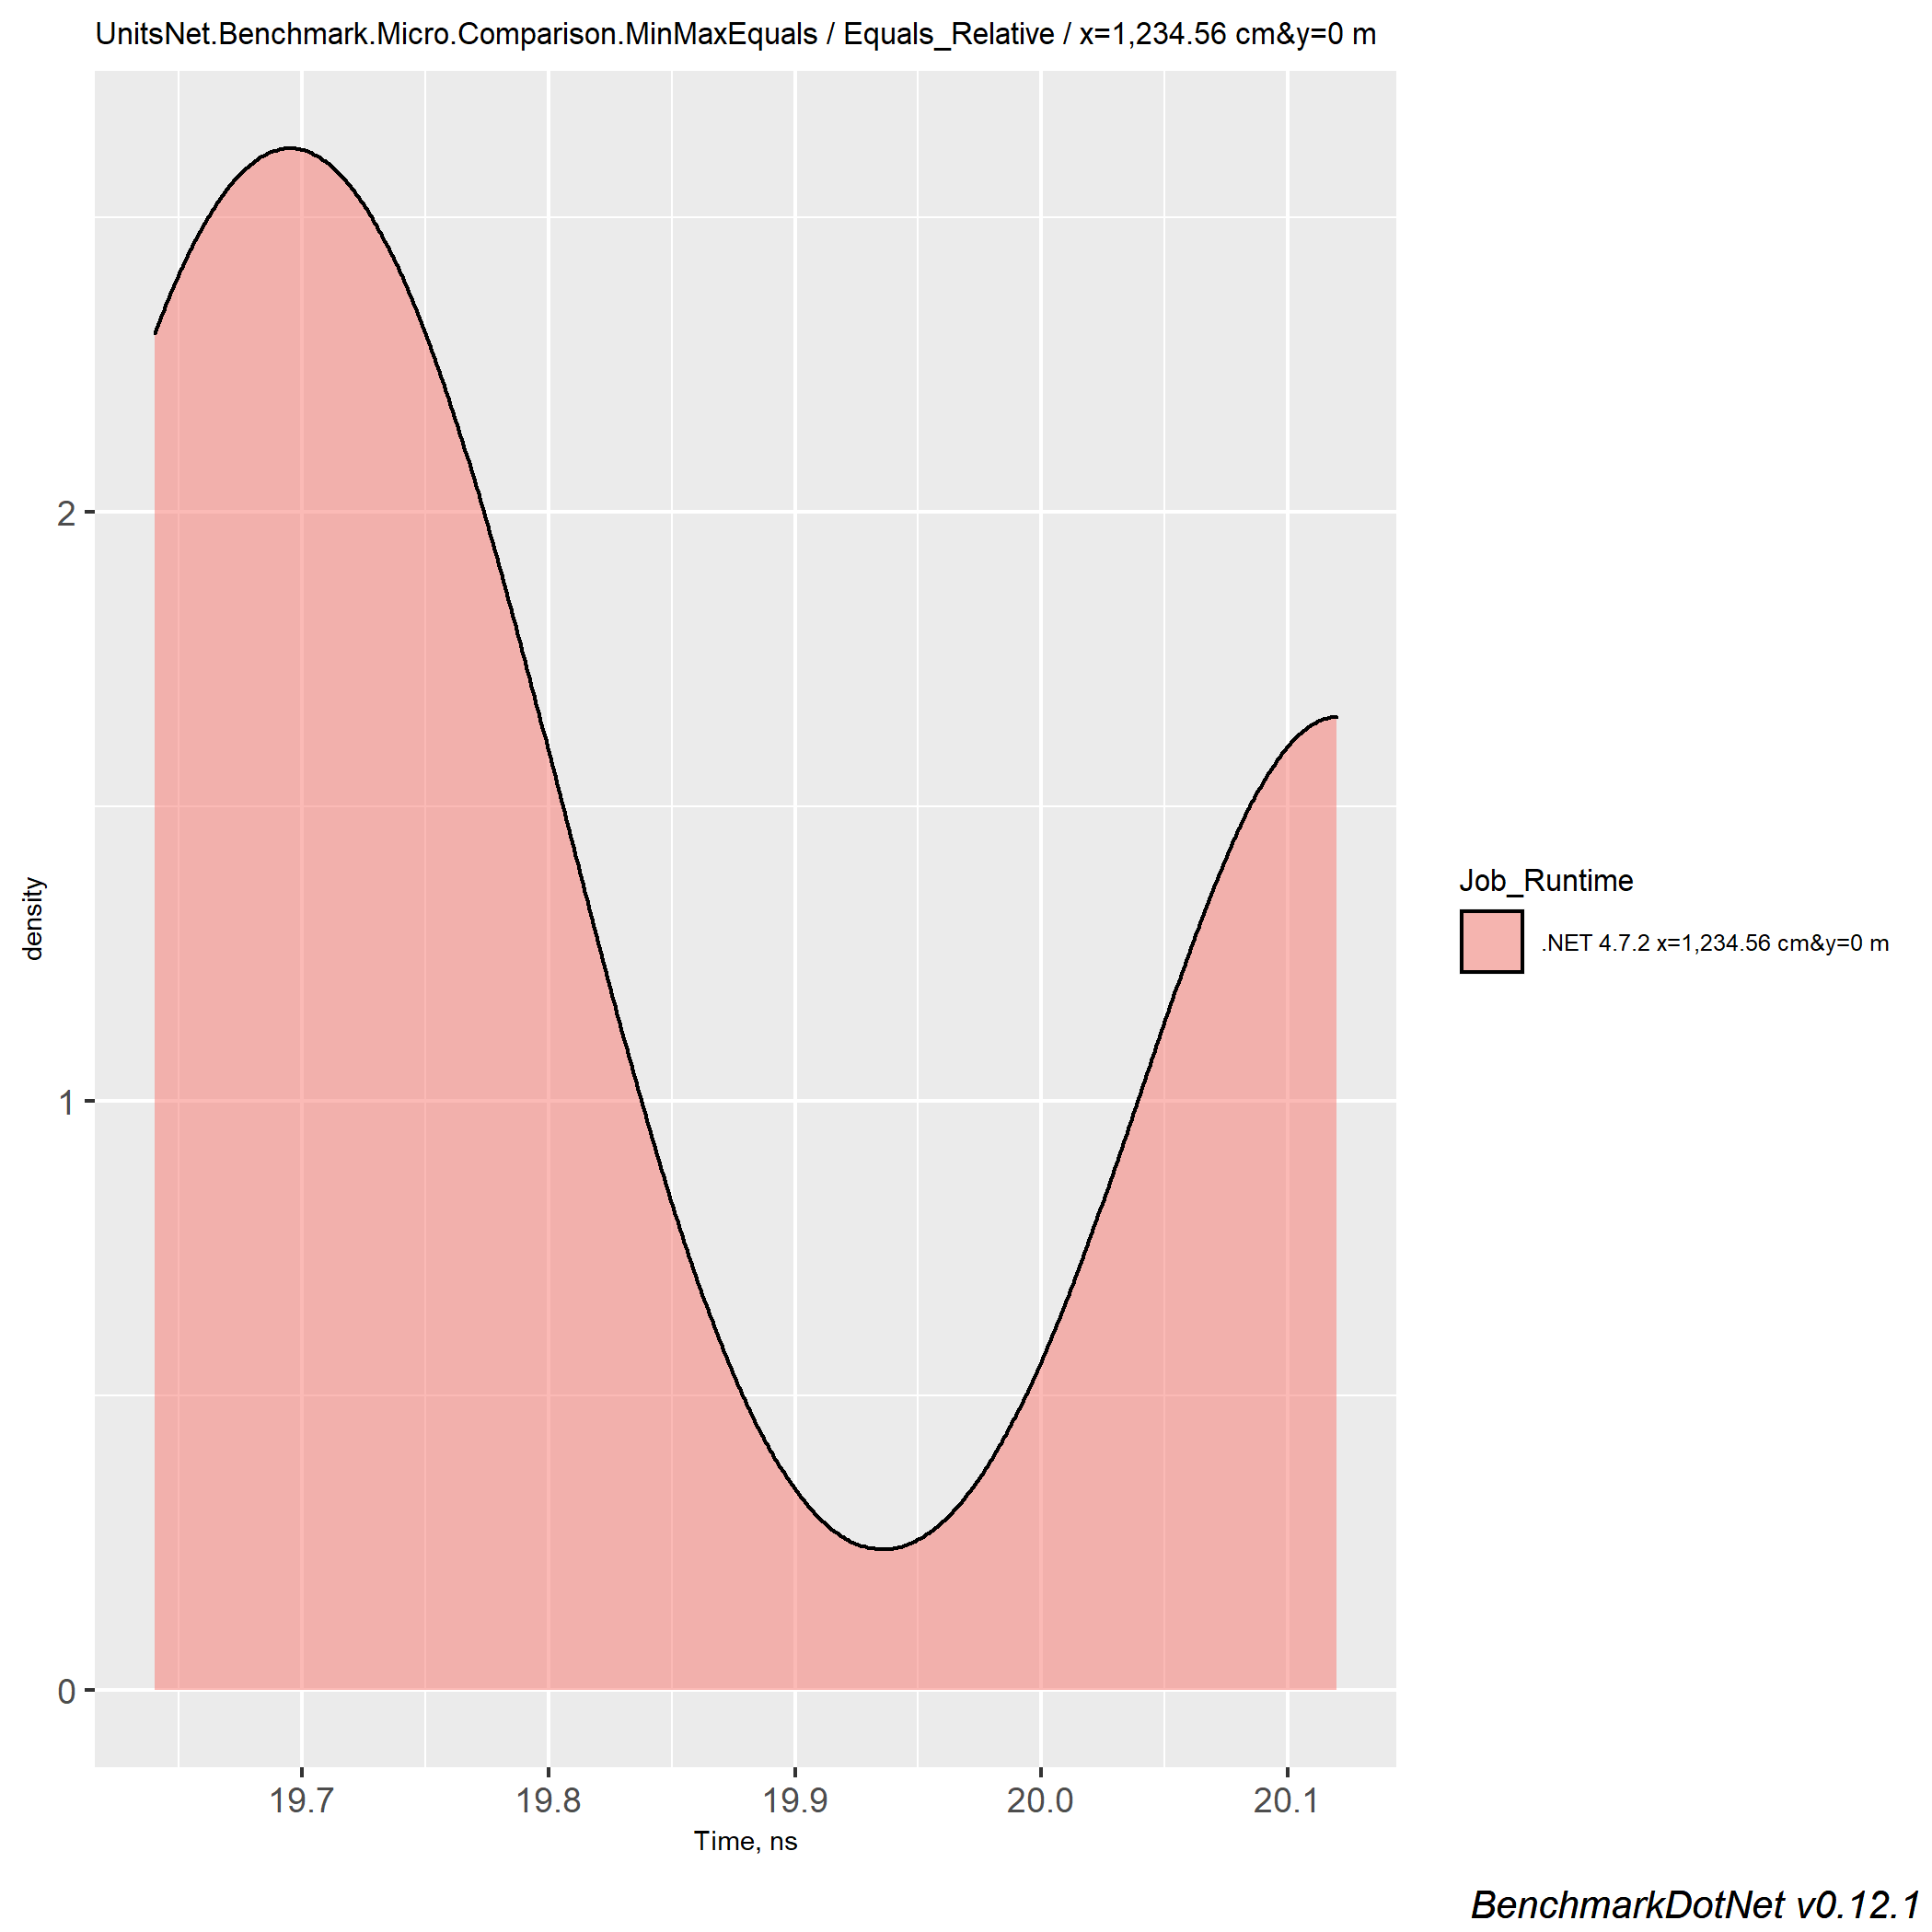 UnitsNet.Benchmark.Micro.Comparison.MinMaxEquals / Equals_Relative / x=1,234.56 cm&y=0 m
2
1
0
density
19.7 19.8 19.9 20.0 20.1
Time, ns
Job_Runtime
.NET 4.7.2 x=1,234.56 cm&y=0 m
BenchmarkDotNet v0.12.1